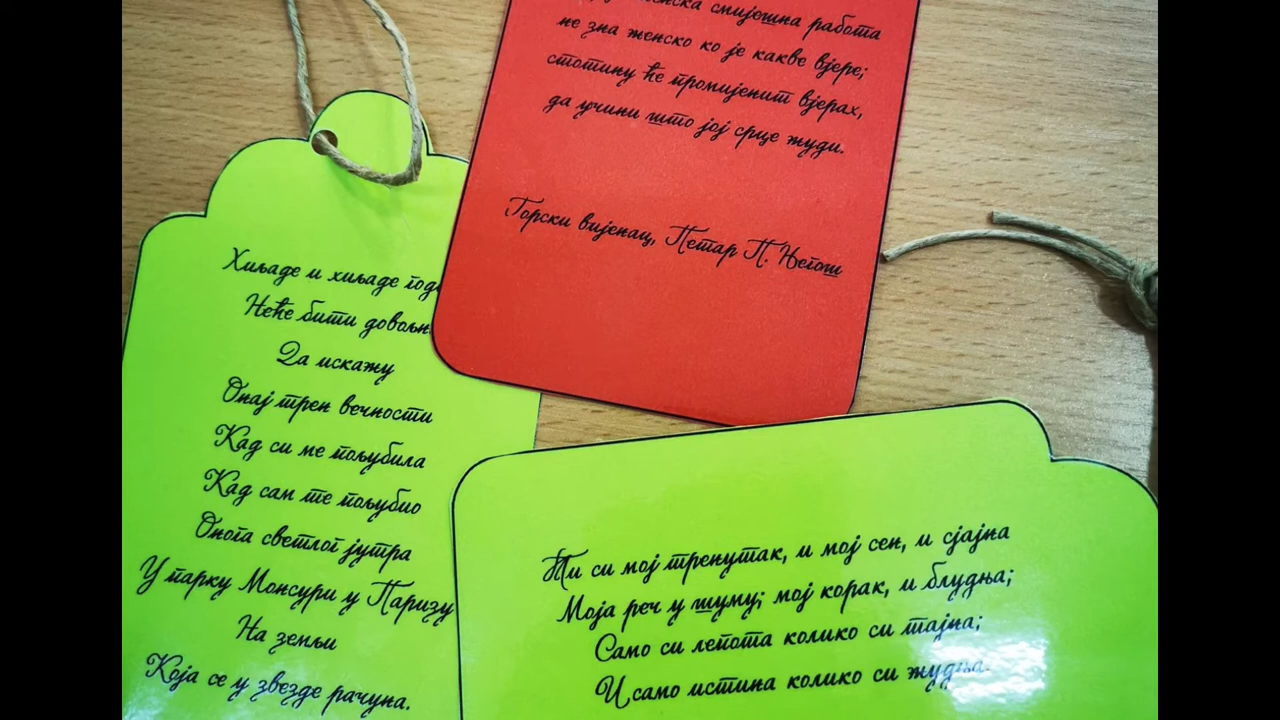 смијешна работа
не зна женско ко је какве вјере;
стотину ће промијенит вјерах,
да учини што јој срце жуди.
Горски вијенац, Петар П. Његош
Хиљаде и хиљаде
Неће бити
Да искажу
Онај трен вечности
Кад си ме пољубила
Кад сам те пољубио
Онога светлог јутра
У парку Монсури у Паризу
На земљи
Која се у звезде рачуна.
Ти си мој тренутак, и мој сен, и сјајна
Моја реч у шуму; мој корак, и блудња;
Само си лепота колико си тајна;
И само истина колико си жудња.